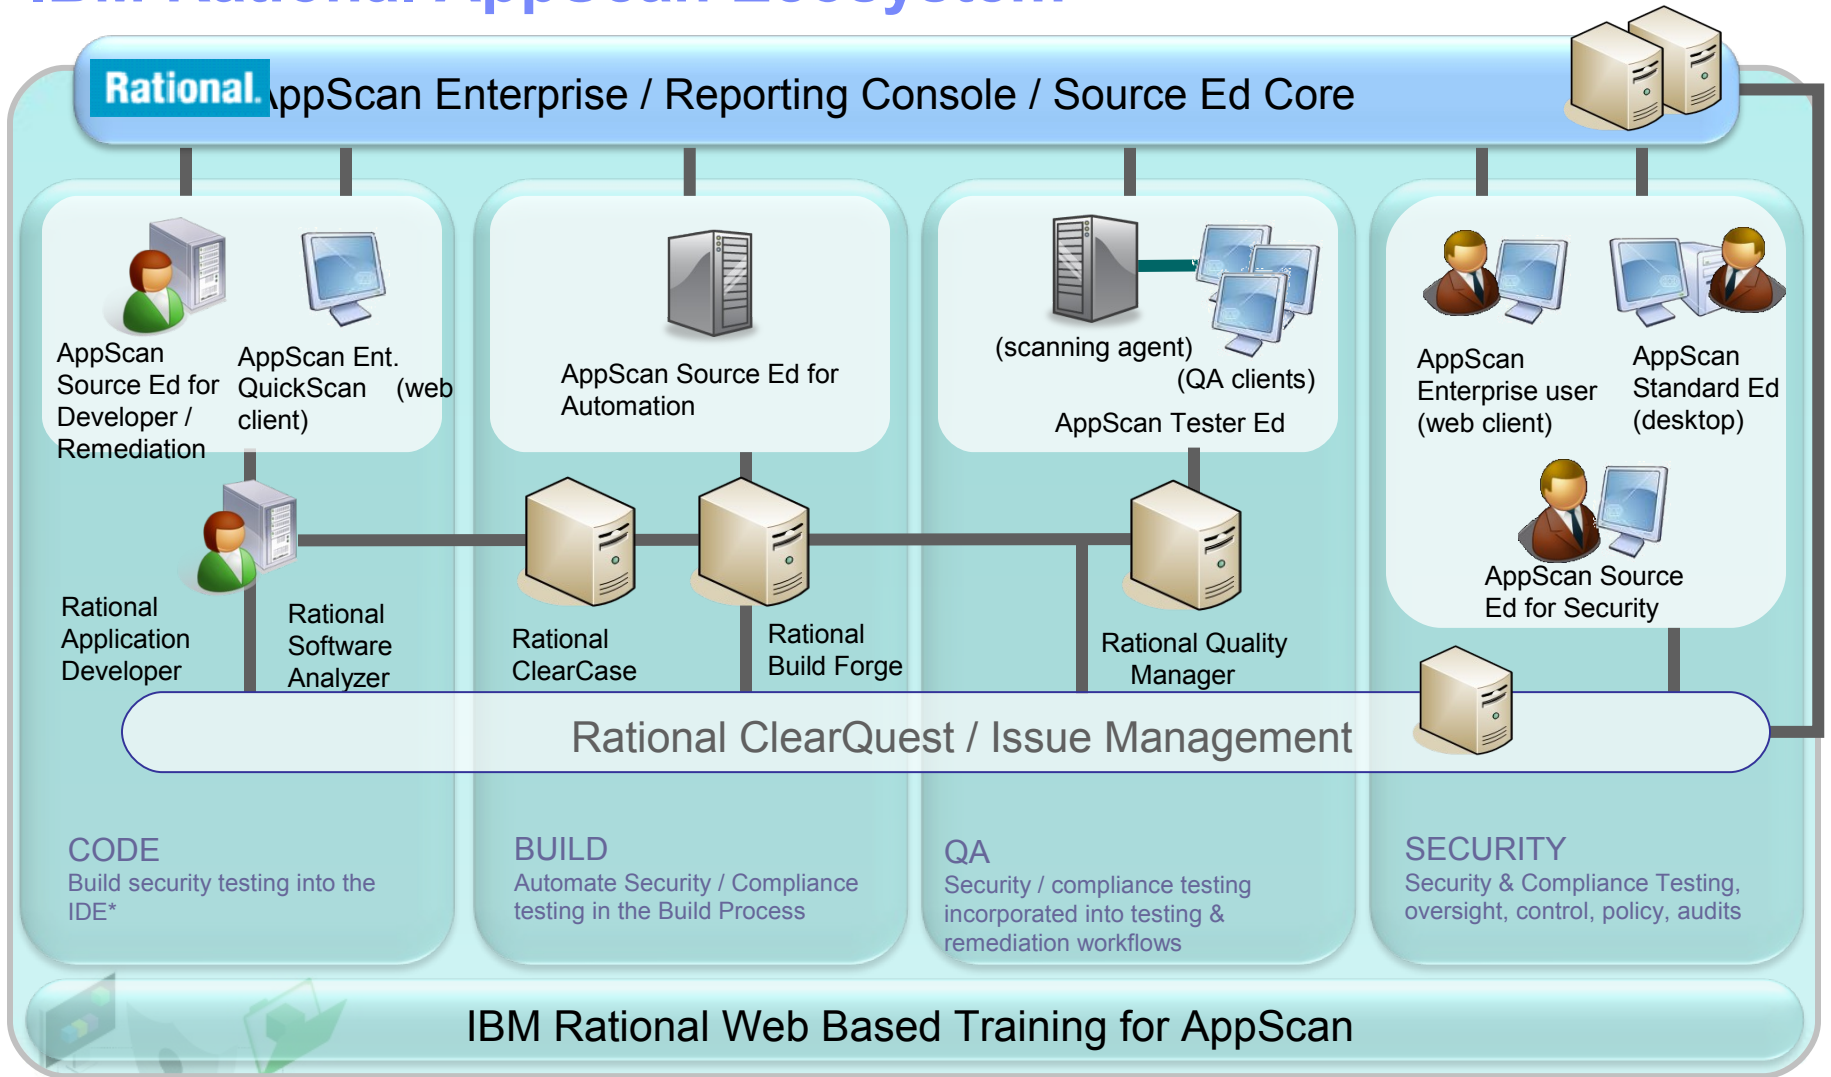 IBM Rational AppScan Ecosystem
Rational.
AppScan Enterprise / Reporting Console / Source Ed Core
AppScan
Source Ed for
Developer /
Remediation
AppScan Ent.
QuickScan (web
client)
AppScan Source Ed for
Automation
(scanning agent)
(QA clients)
AppScan Tester Ed
AppScan
Enterprise user
(web client)
AppScan
Standard Ed
(desktop)
AppScan Source
Ed for Security
Rational
Application
Developer
Rational
Software
Analyzer
Rational
ClearCase
Rational
Build Forge
Rational Quality
Manager
Rational ClearQuest / Issue Management
CODE
Build security testing into the
IDE*
BUILD
Automate Security / Compliance
testing in the Build Process
QA
Security / compliance testing
incorporated into testing &
remediation workflows
SECURITY
Security & Compliance Testing,
oversight, control, policy, audits
IBM Rational Web Based Training for AppScan